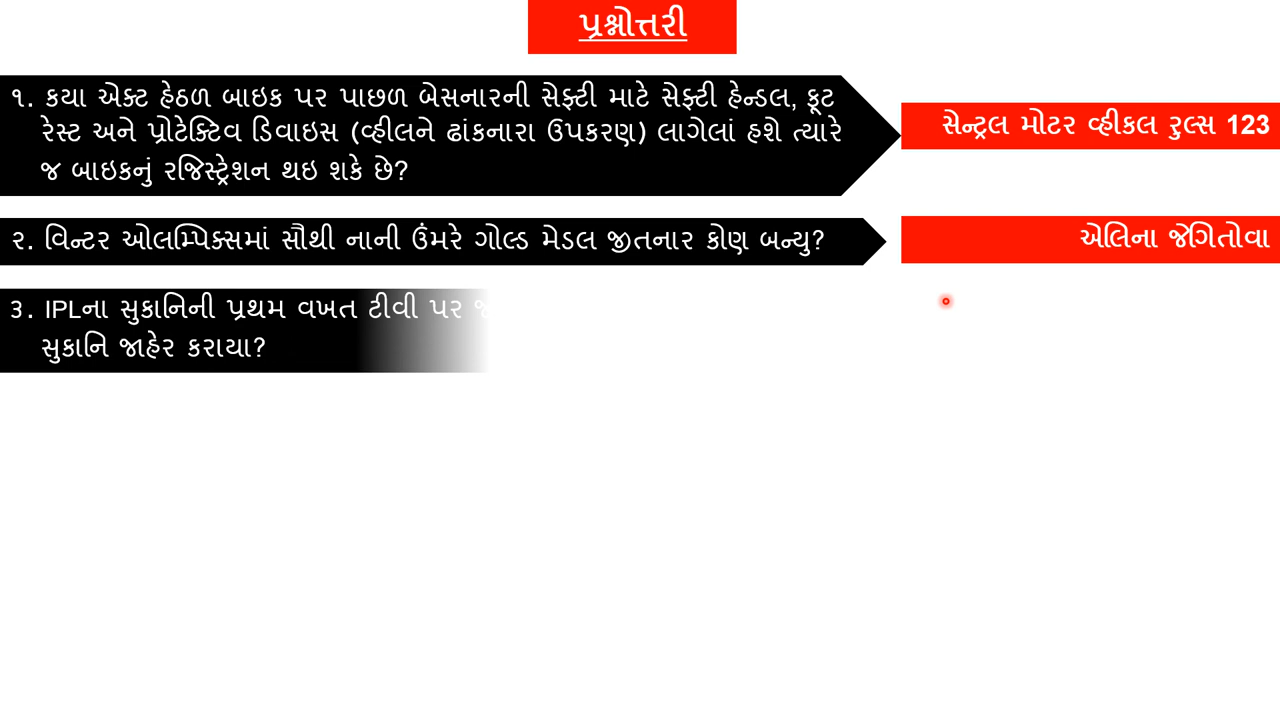 પ્રશ્નોત્તરી
૧. કયા એક્ટ હેઠળ બાઇક પર પાછળ બેસનારની સેફ્ટી માટે સેફ્ટી હેન્ડલ, ફૂટ
રેસ્ટ અને પ્રોટેક્ટિવ ડિવાઇસ (વ્હીલને ઢાંકનારા ઉપકરણ) લાગેલાં હશે ત્યારે
જ બાઇકનું રજિસ્ટ્રેશન થઇ શકે છે?
સેન્ટ્રલ મોટર વ્હીકલ રુલ્સ 123
૨. વિન્ટર ઓલમ્પિક્સમાં સૌથી નાની ઉંમરે ગોલ્ડ મેડલ જીતનાર કોણ બન્યુ?
એલિના જેગિતોવા
૩. IPLના સુકાનિની પ્રથમ વખત ટીવી પર
સુકાનિ જાહેર કરાયા?